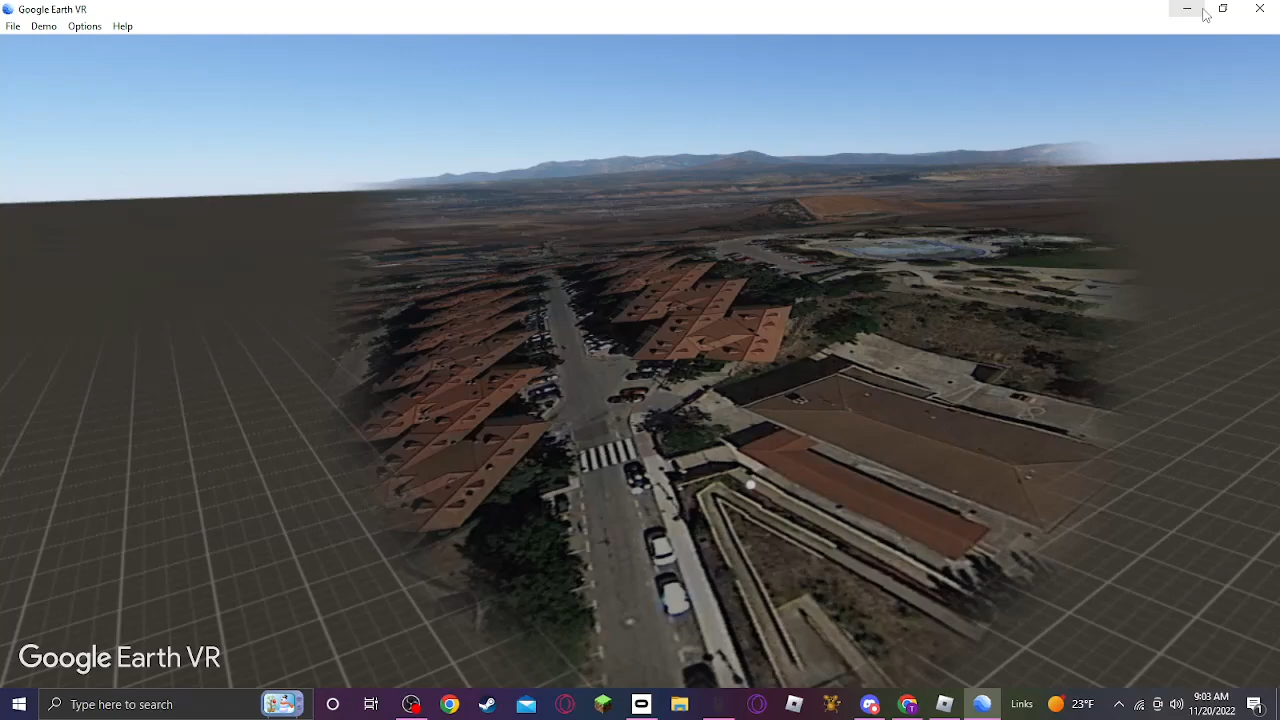 Google Earth VR
File Demo Options Help
Google Earth VR
Type here to search
Links
23°F
9:03 AM
11/20/2022